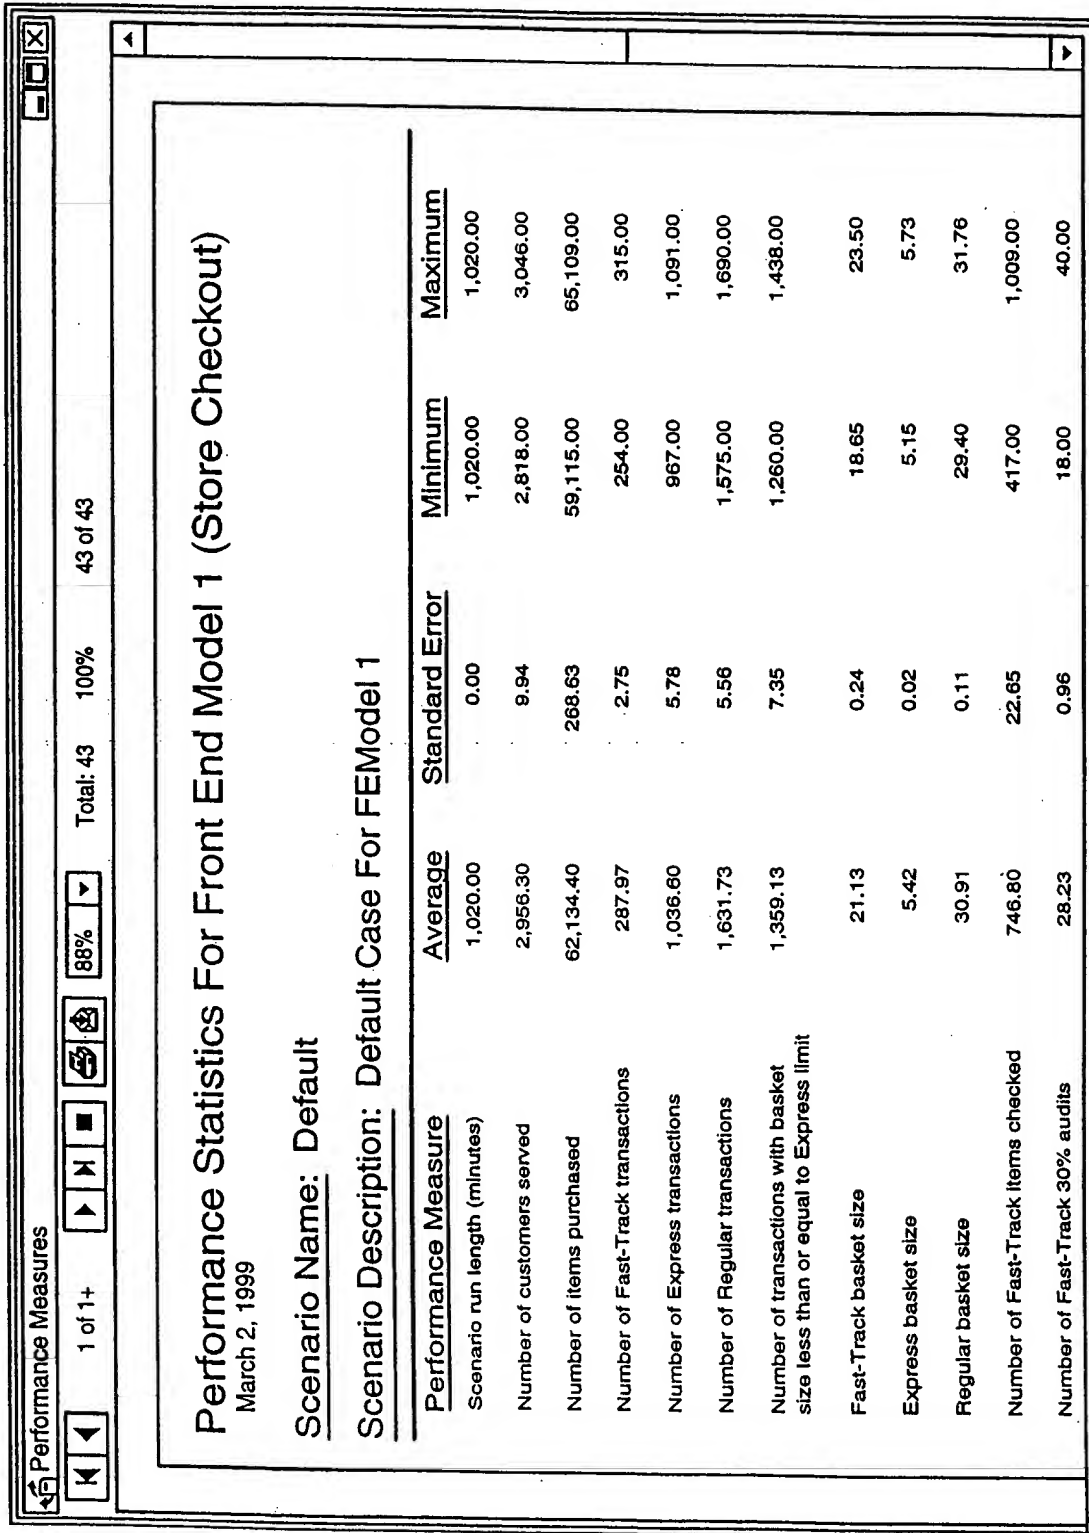 Performance Measures
1 of 1+ 88% Total: 43 100% 43 of 43
Performance Statistics For Front End Model 1 (Store Checkout)
March 2, 1999
Scenario Name: Default
Scenario Description: Default Case For FEModel 1
Performance Measure Average Standard Error Minimum Maximum
Scenario run length (minutes) 1,020.00 0.00 1,020.00 1,020.00
Number of customers served 2,956.30 9.94 2,818.00 3,046.00
Number of items purchased 62,134.40 268.63 59,115.00 65,109.00
Number of Fast-Track transactions 287.97 2.75 254.00 315.00
Number of Express transactions 1,036.60 5.78 967.00 1,091.00
Number of Regular transactions 1,631.73 5.56 1,575.00 1,690.00
Number of transactions with basket 1,359.13 7.35 1,260.00 1,438.00
size less than or equal to Express limit
Fast-Track basket size 21.13 0.24 18.65 23.50
Express basket size 5.42 0.02 5.15 5.73
Regular basket size 30.91 0.11 29.40 31.76
Number of Fast-Track items checked 746.80 22.65 417.00 1,009.00
Number of Fast-Track 30% audits 28.23 0.96 18.00 40.00